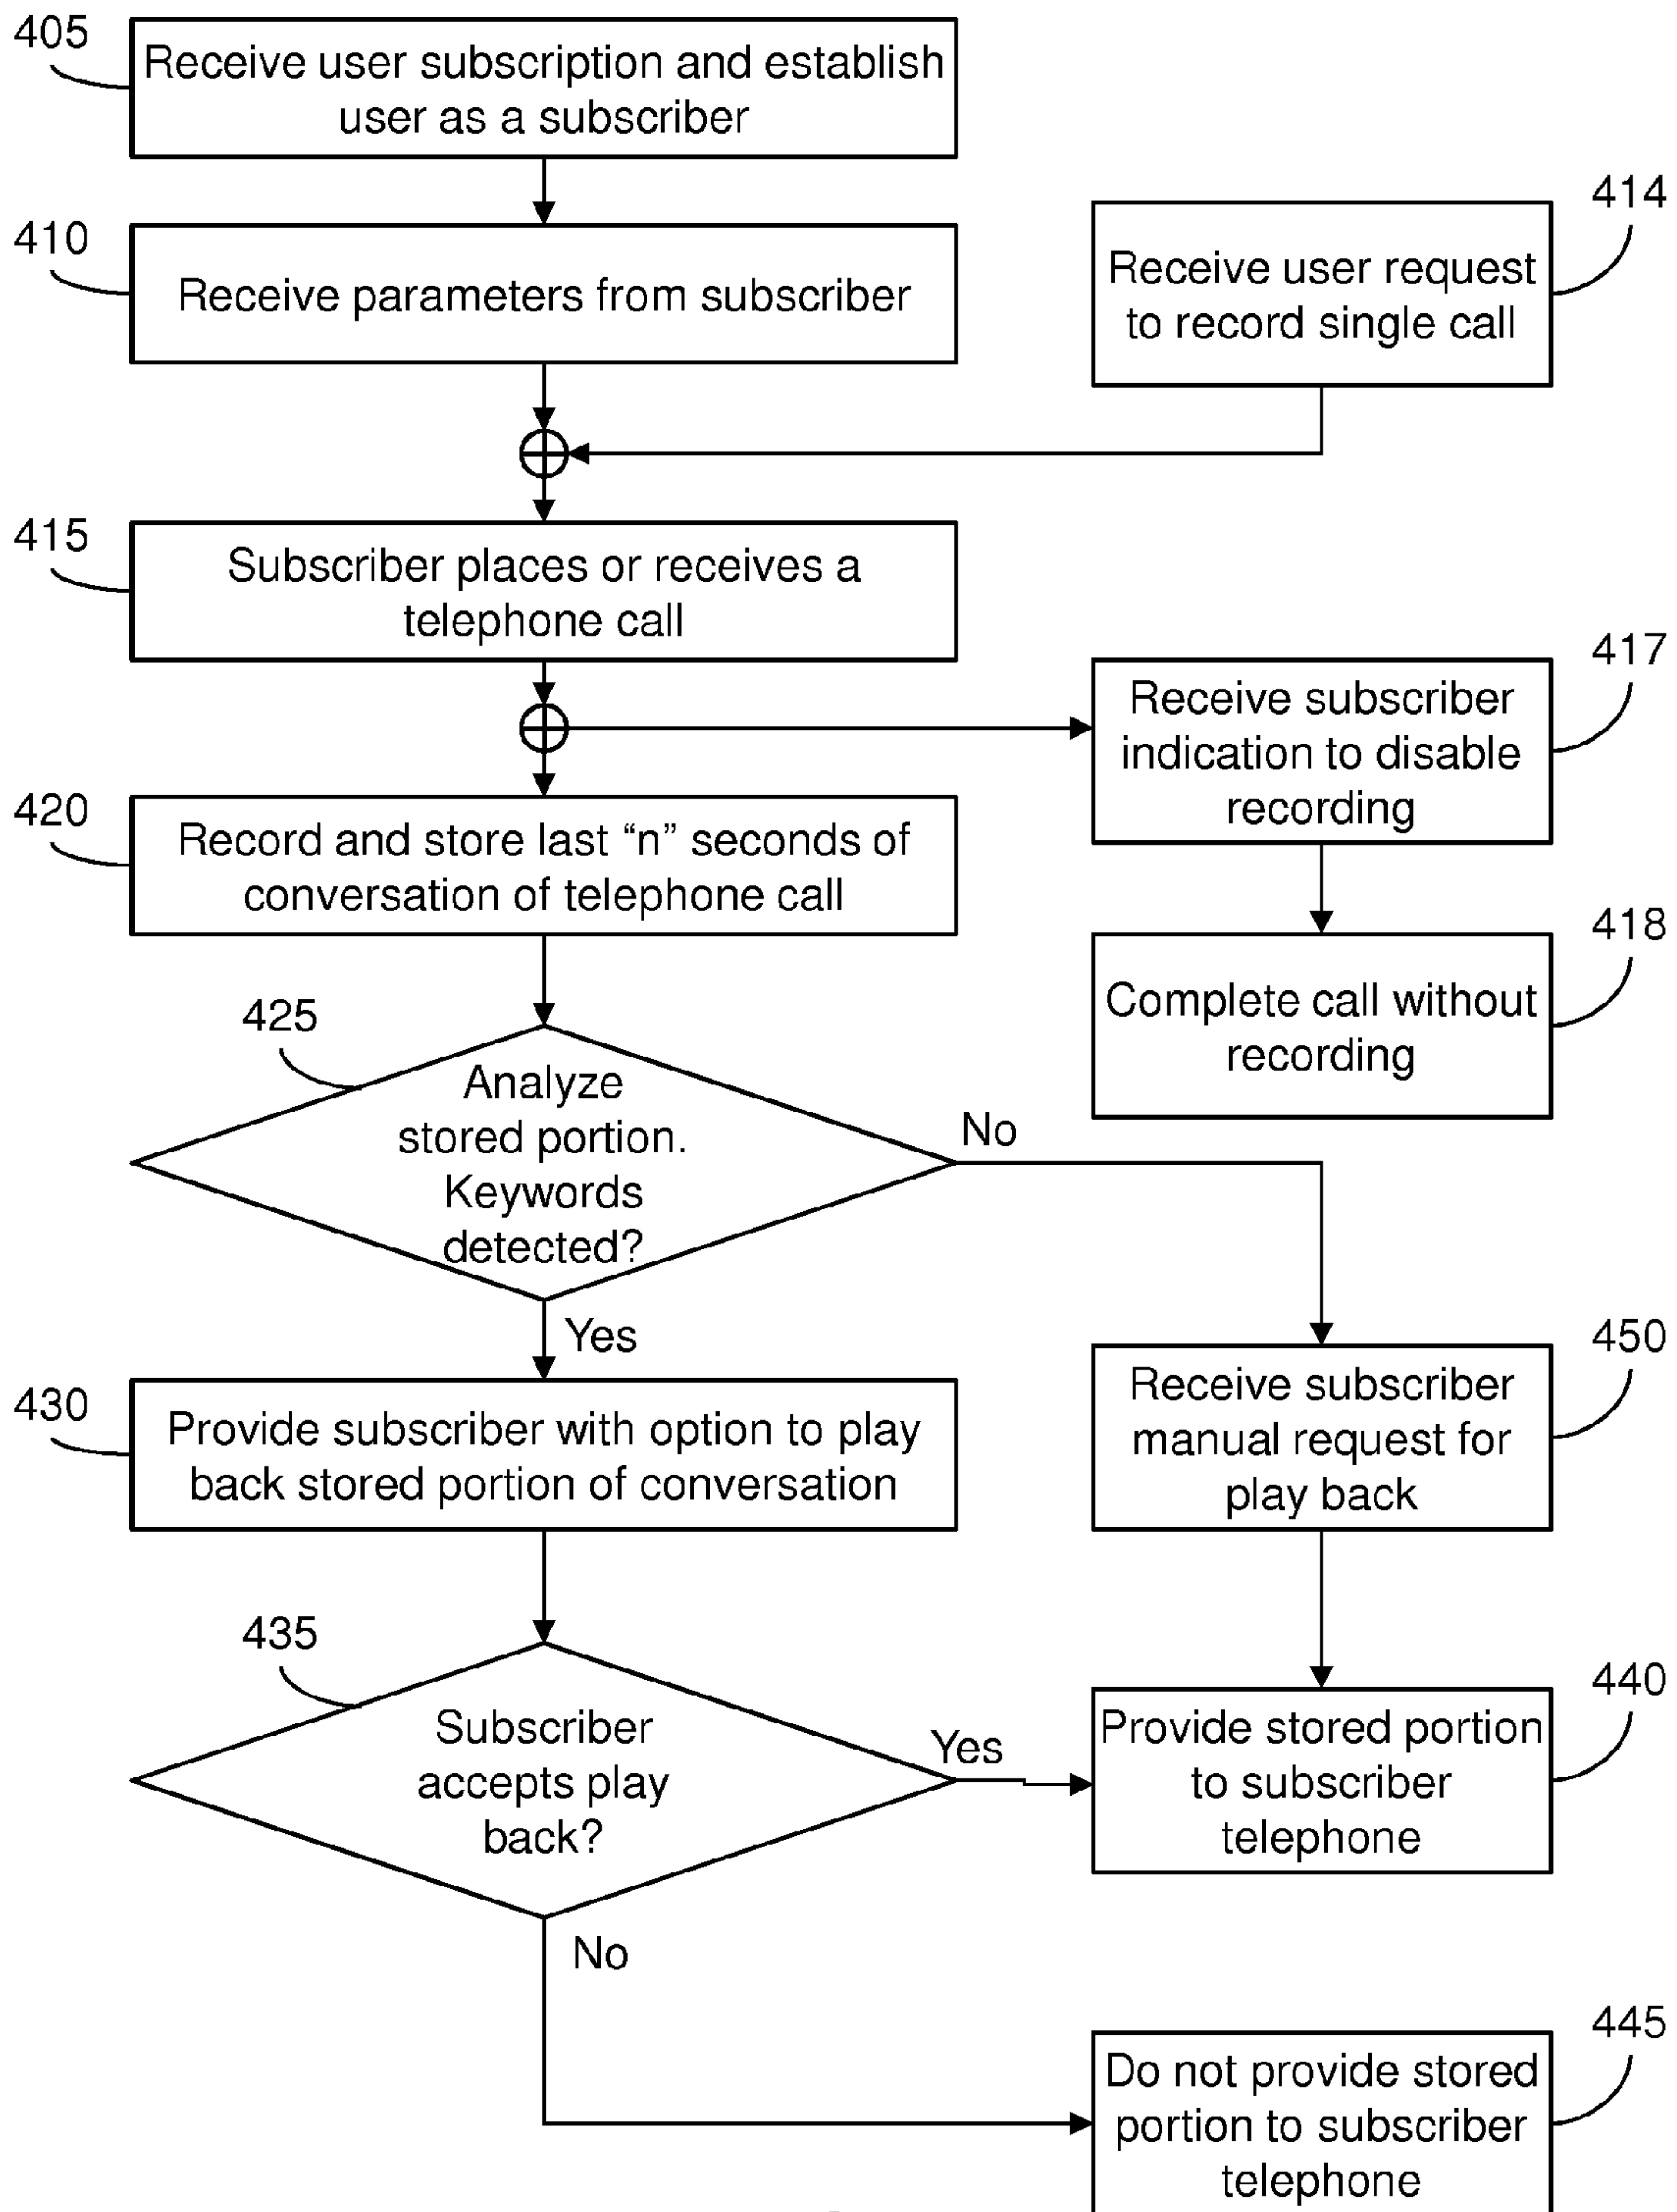 405
Receive user subscription and establish
user as a subscriber
410
Receive parameters from subscriber
414
Receive user request
to record single call
415
Subscriber places or receives a
telephone call
417
Receive subscriber
indication to disable
recording
420
Record and store last “n” seconds of
conversation of telephone call
418
Complete call without
recording
425
Analyze
stored portion.
Keywords
detected?
No
Yes
430
Provide subscriber with option to play
back stored portion of conversation
450
Receive subscriber
manual request for
play back
435
Subscriber
accepts play
back?
Yes
440
Provide stored portion
to subscriber
telephone
No
445
Do not provide stored
portion to subscriber
telephone